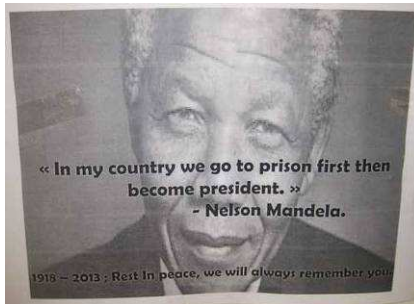 « In my country we go to prison first then
become president. »
- Nelson Mandela.
1918 – 2013 ; Rest In peace, we will always remember you.